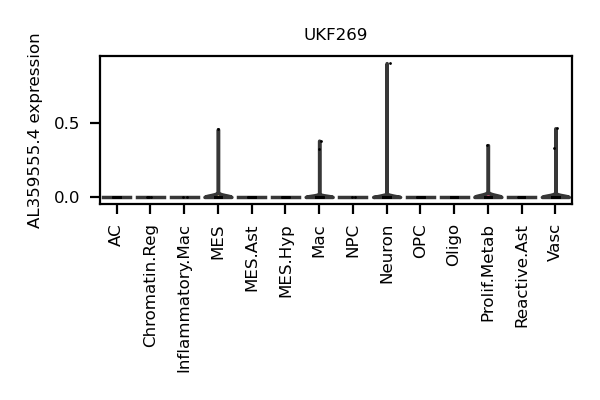 UKF269
AL359555.4 expression
0.5
0.0
AC
Chromatin.Reg
Inflammatory.Mac
MES
MES.Ast
MES.Hyp
Mac
NPC
Neuron
OPC
Oligo
Prolif.Metab
Reactive.Ast
Vasc